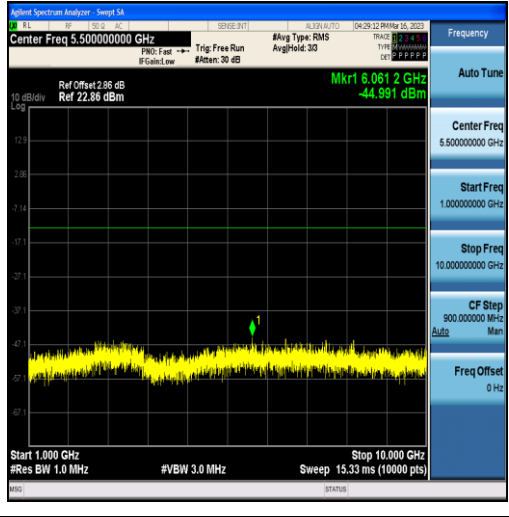 Agilent Spectrum Analyzer - Swept SA
RL RF 50 Ω AC SENSE:INT ALIGN AUTO 04:29:12 PM Mar 16, 2023
Center Freq 5.500000000 GHz
PNO: Fast
IFGain:Low
Trig: Free Run
#Atten: 30 dB
#Avg Type: RMS
Avg|Hold: 3/3
TRACE 1 2 3 4 5 6
TYPE M
DET P P P P P P
Ref Offset 2.86 dB
Ref 22.86 dBm
10 dB/div
Log
Mkr1 6.061 2 GHz
-44.991 dBm
12.9
2.86
-7.14
-17.1
-27.1
-37.1
-47.1
-57.1
-67.1
1
Start 1.000 GHz
Stop 10.000 GHz
#Res BW 1.0 MHz
#VBW 3.0 MHz
Sweep 15.33 ms (10000 pts)
MSG
STATUS
Frequency
Auto Tune
Center Freq
5.500000000 GHz
Start Freq
1.000000000 GHz
Stop Freq
10.000000000 GHz
CF Step
900.000000 MHz
Auto Man
Freq Offset
0 Hz